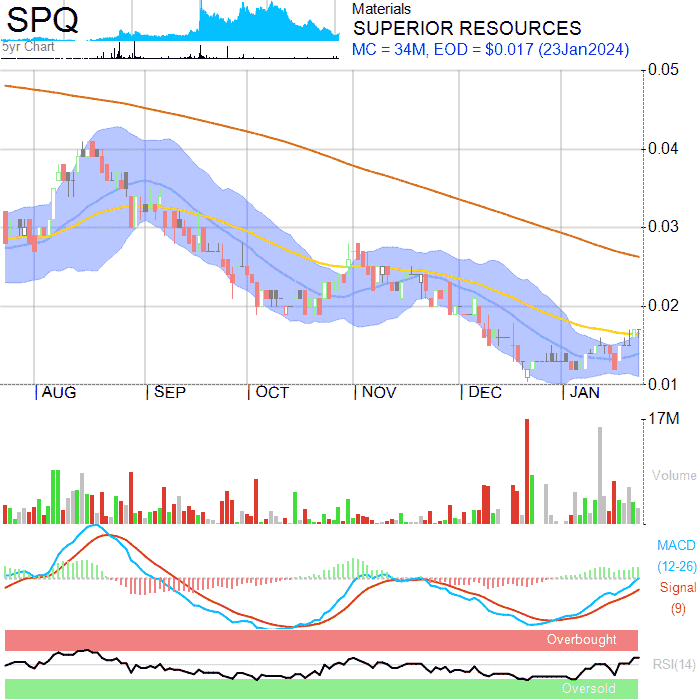 SPQ
5yr Chart
Materials
SUPERIOR RESOURCES
MC = 34M, EOD = $0.017 (23Jan2024)
0.05
0.04
0.03
0.02
0.01
AUG SEP OCT NOV DEC JAN
17M
Volume
MACD
(12-26)
Signal
(9)
Overbought
RSI(14)
Oversold